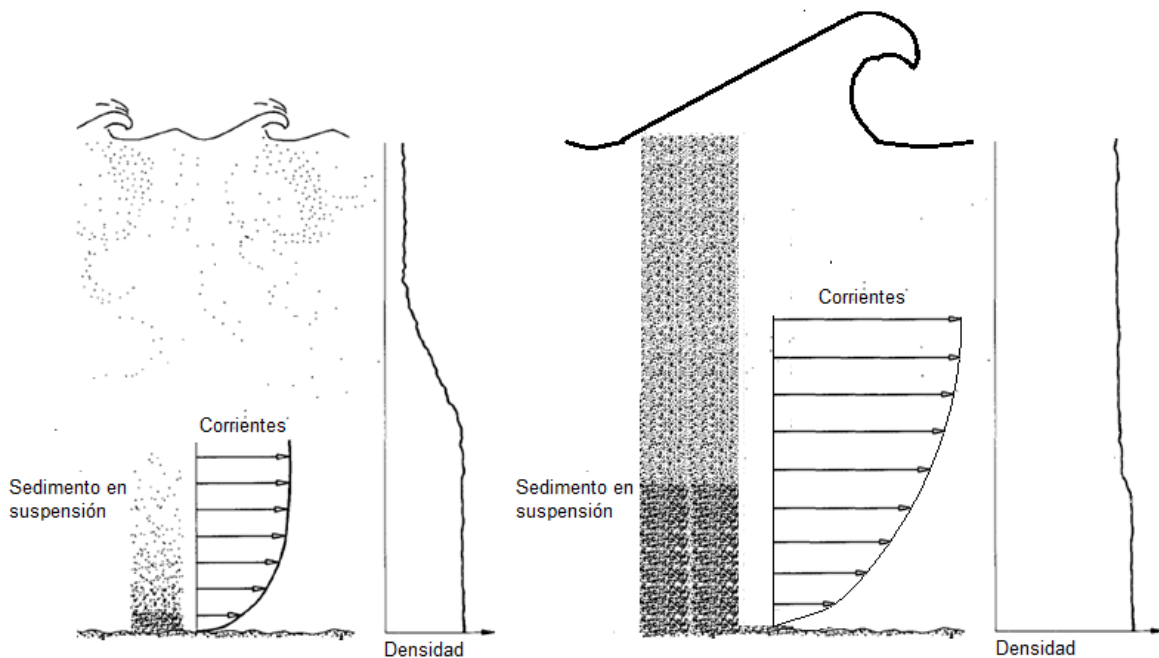 Corrientes
Sedimento en
suspensión
Densidad
Corrientes
Sedimento en
suspensión
Densidad